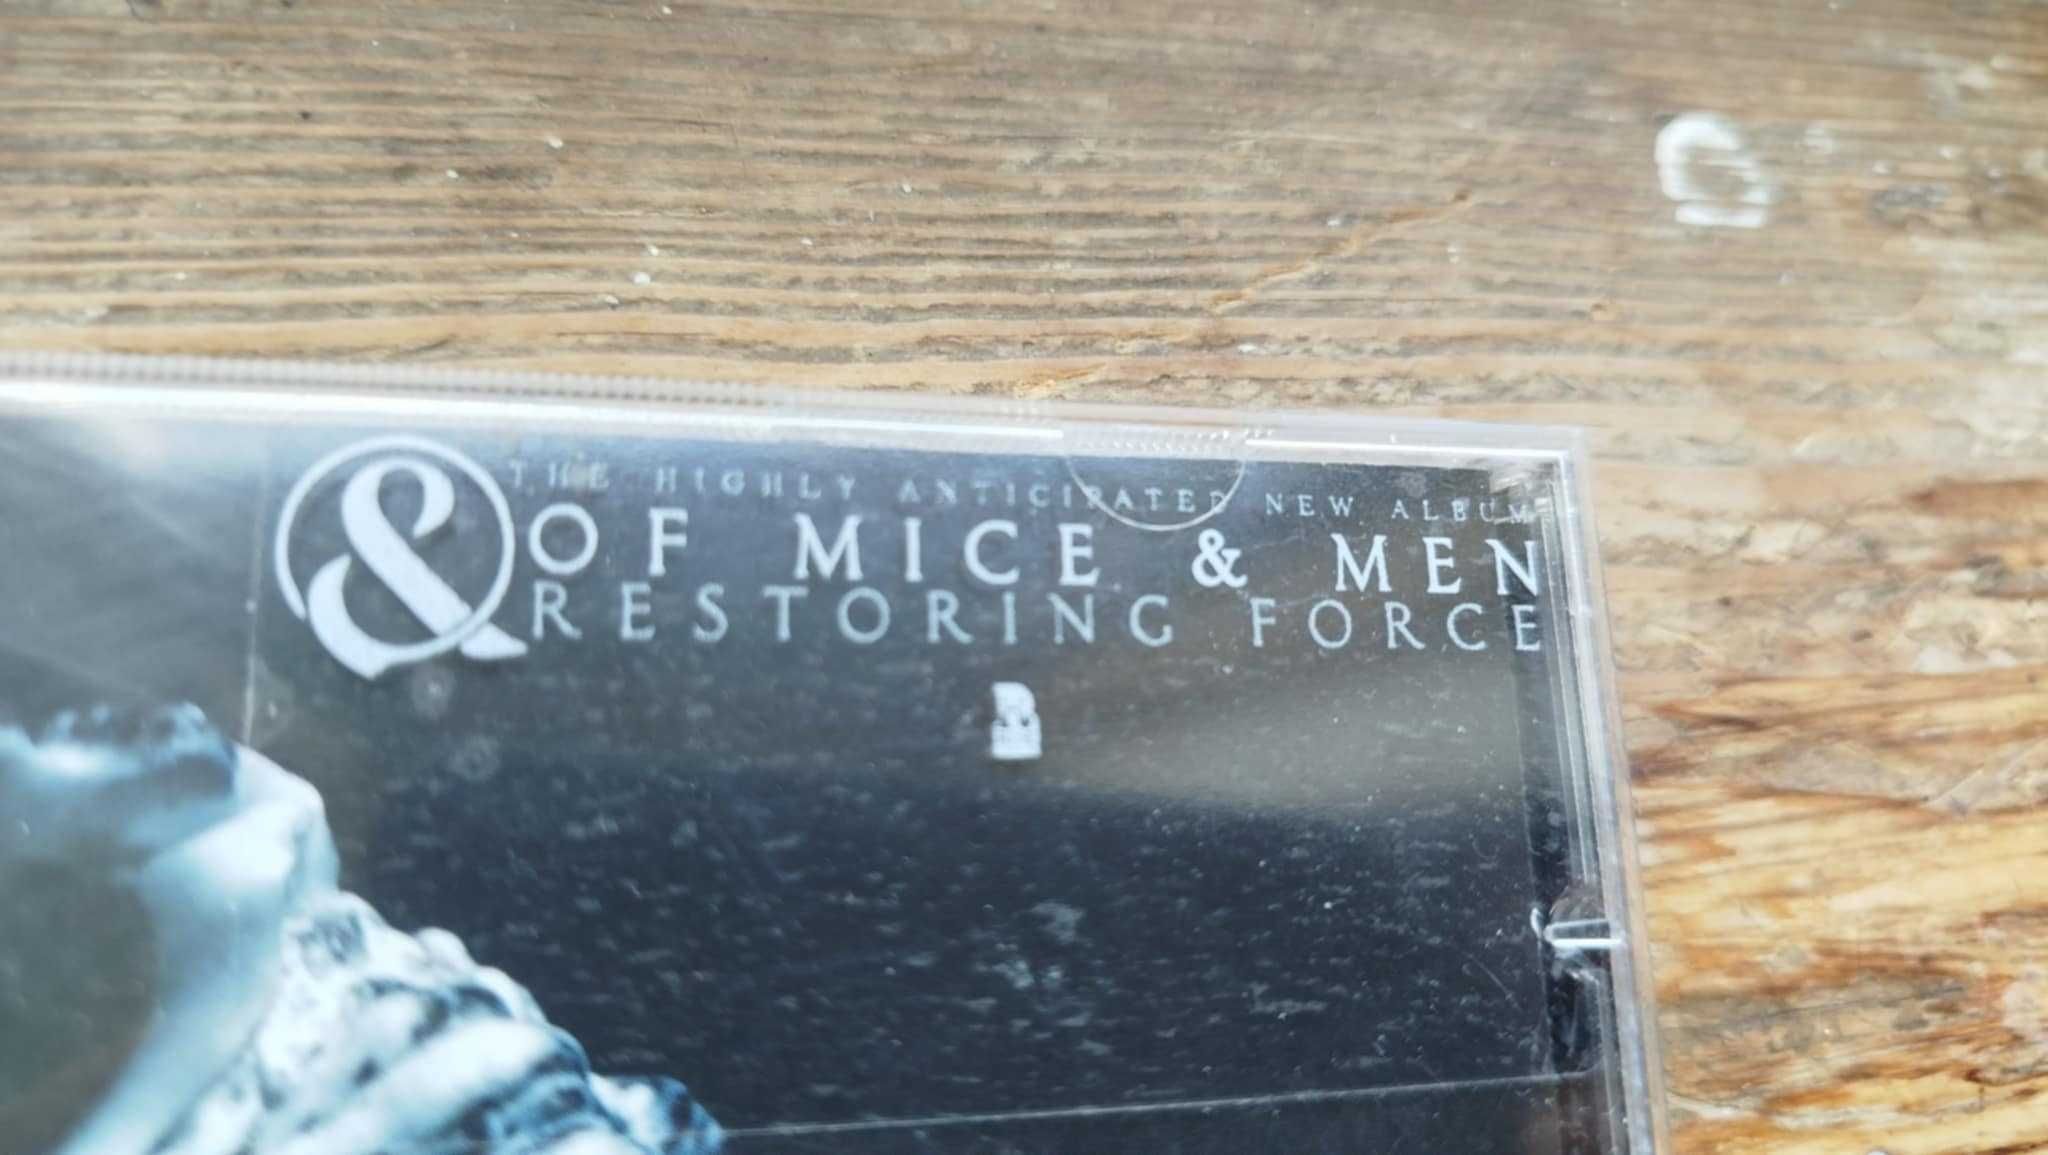 THE HIGHLY ANTICIPATED NEW ALBUM
& OF MICE & MEN
RESTORING FORCE